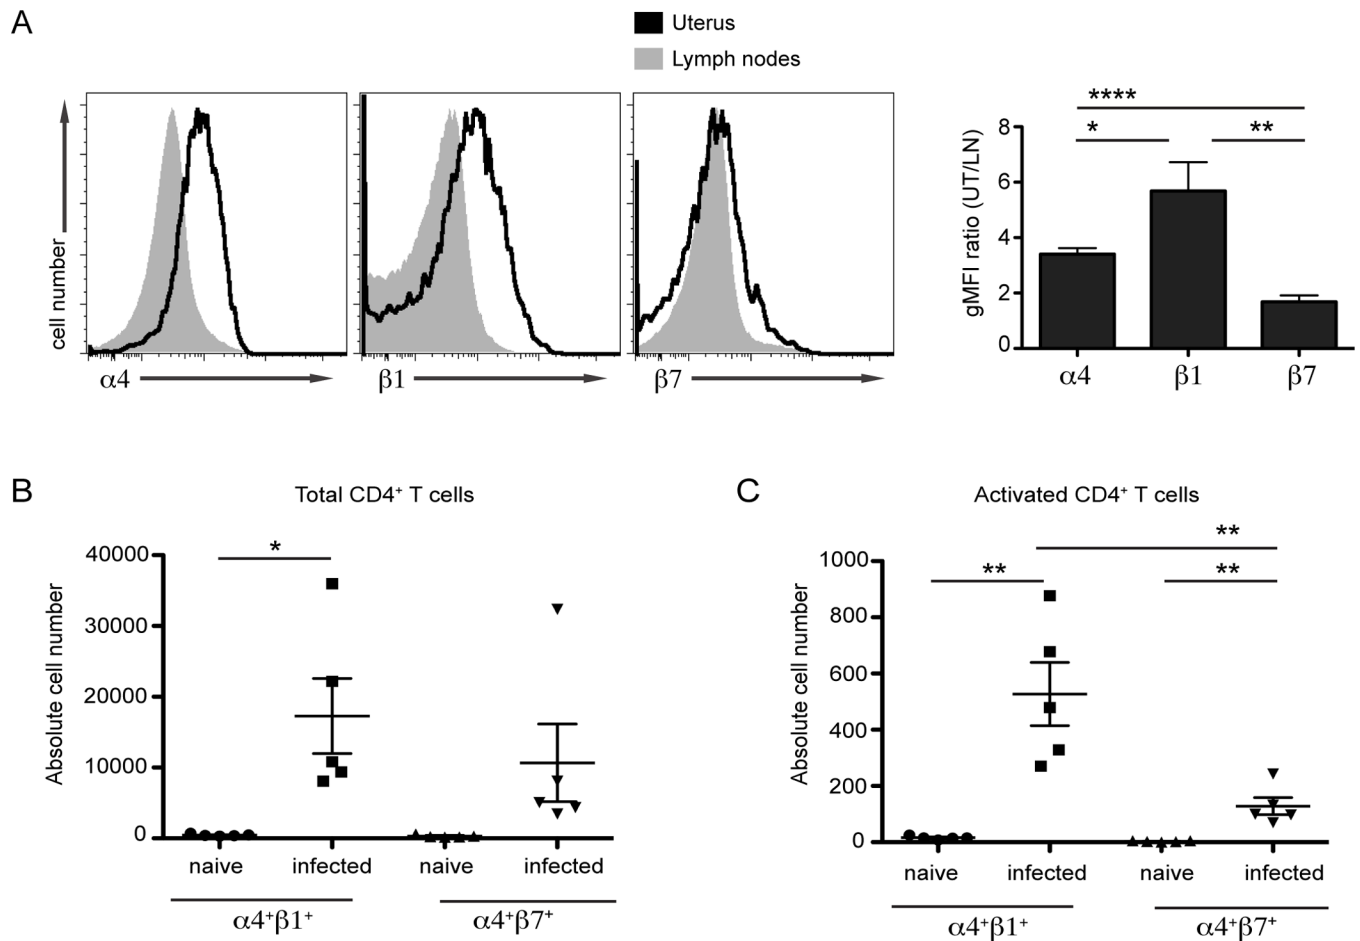 A
Uterus
Lymph nodes
cell number
α4
β1
β7
gMFI ratio (UT/LN)
8
6
4
2
0
****
*
**
α4
β1
β7
B
Total CD4⁺ T cells
Absolute cell number
40000
30000
20000
10000
0
*
naive
infected
naive
infected
α4⁺β1⁺
α4⁺β7⁺
C
Activated CD4⁺ T cells
Absolute cell number
1000
800
600
400
200
0
**
**
**
naive
infected
naive
infected
α4⁺β1⁺
α4⁺β7⁺